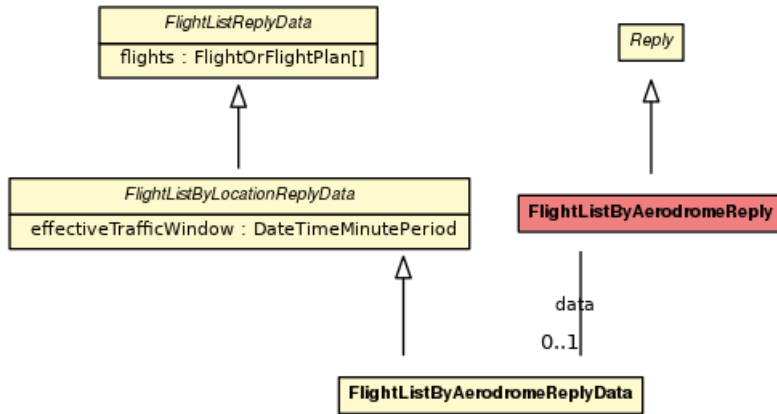 FlightListReplyData
flights : FlightOrFlightPlan[]
Reply
FlightListByLocationReplyData
effectiveTrafficWindow : DateTimeMinutePeriod
FlightListByAerodromeReply
data
0..1
FlightListByAerodromeReplyData